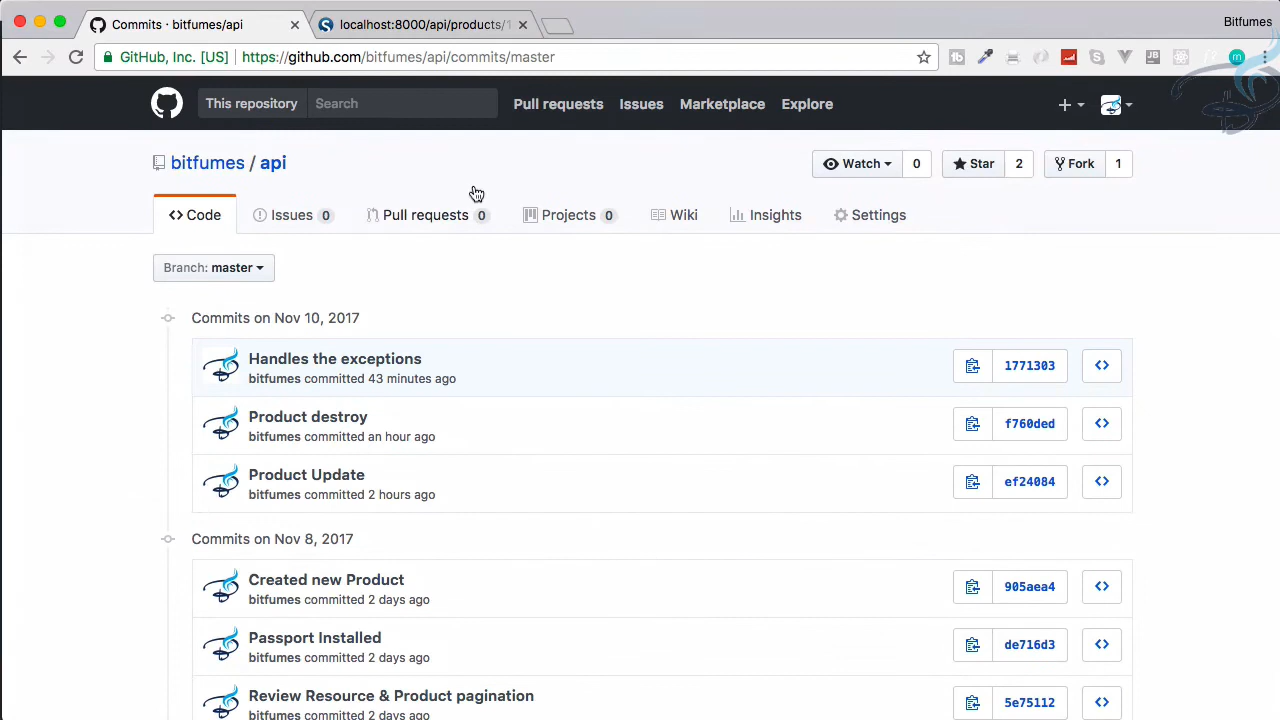 Commits · bitfumes/api
localhost:8000/api/products/1
Bitfumes
GitHub, Inc. [US]
https://github.com/bitfumes/api/commits/master
This repository
Search
Pull requests
Issues
Marketplace
Explore
bitfumes / api
Watch 0
Star 2
Fork 1
Code
Issues 0
Pull requests 0
Projects 0
Wiki
Insights
Settings
Branch: master
Commits on Nov 10, 2017
Handles the exceptions
bitfumes committed 43 minutes ago
1771303
Product destroy
bitfumes committed an hour ago
f760ded
Product Update
bitfumes committed 2 hours ago
ef24084
Commits on Nov 8, 2017
Created new Product
bitfumes committed 2 days ago
905aea4
Passport Installed
bitfumes committed 2 days ago
de716d3
Review Resource & Product pagination
bitfumes committed 2 days ago
5e75112